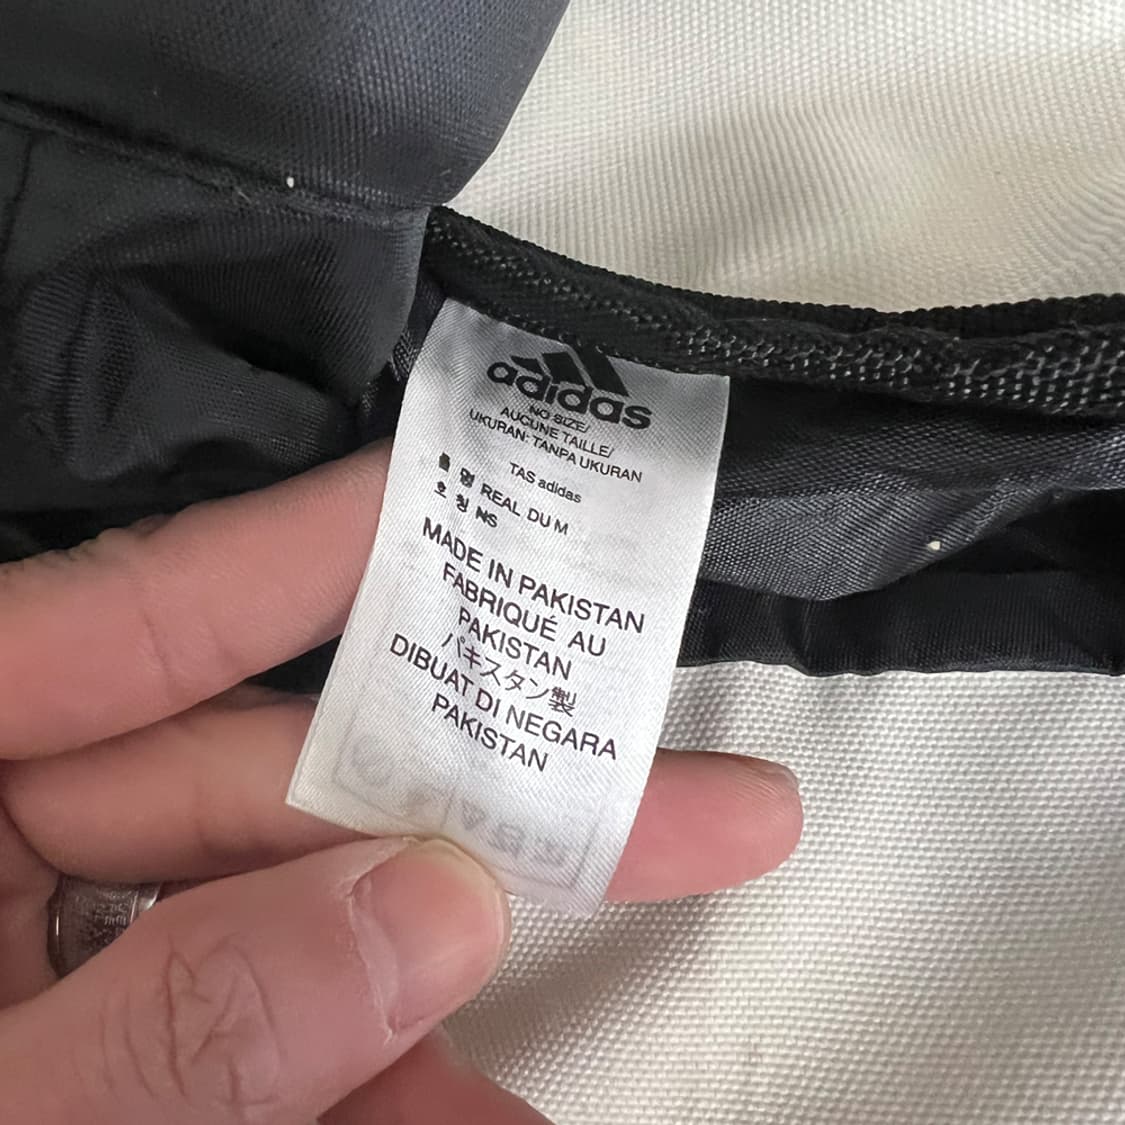 adidas
NO SIZE/
AUCUNE TAILLE/
UKURAN: TANPA UKURAN
TAS adidas
품 명 REAL DU M
호 칭 NS
MADE IN PAKISTAN
FABRIQUÉ AU
PAKISTAN
パキスタン製
DIBUAT DI NEGARA
PAKISTAN